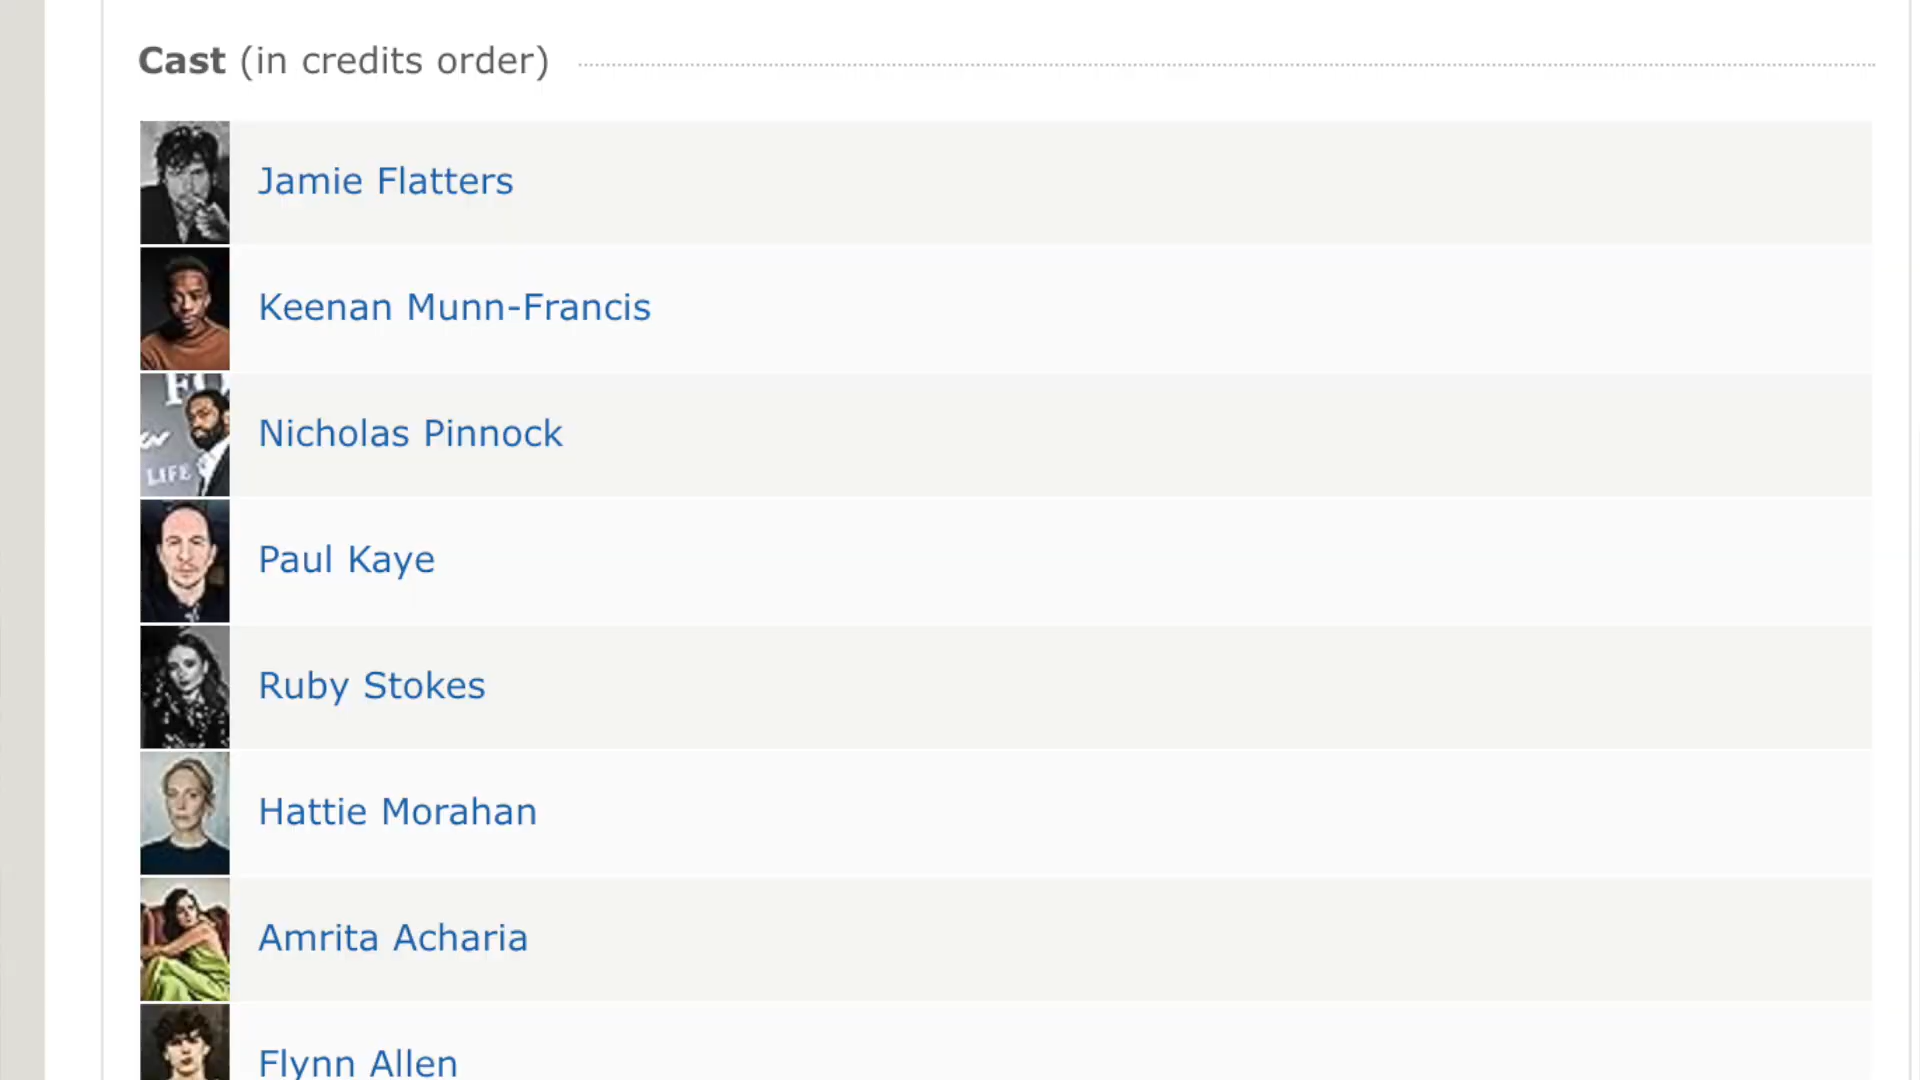 Cast (in credits order)
Jamie Flatters
Keenan Munn-Francis
Nicholas Pinnock
LIFE
Paul Kaye
Ruby Stokes
Hattie Morahan
Amrita Acharia
Flynn Allen